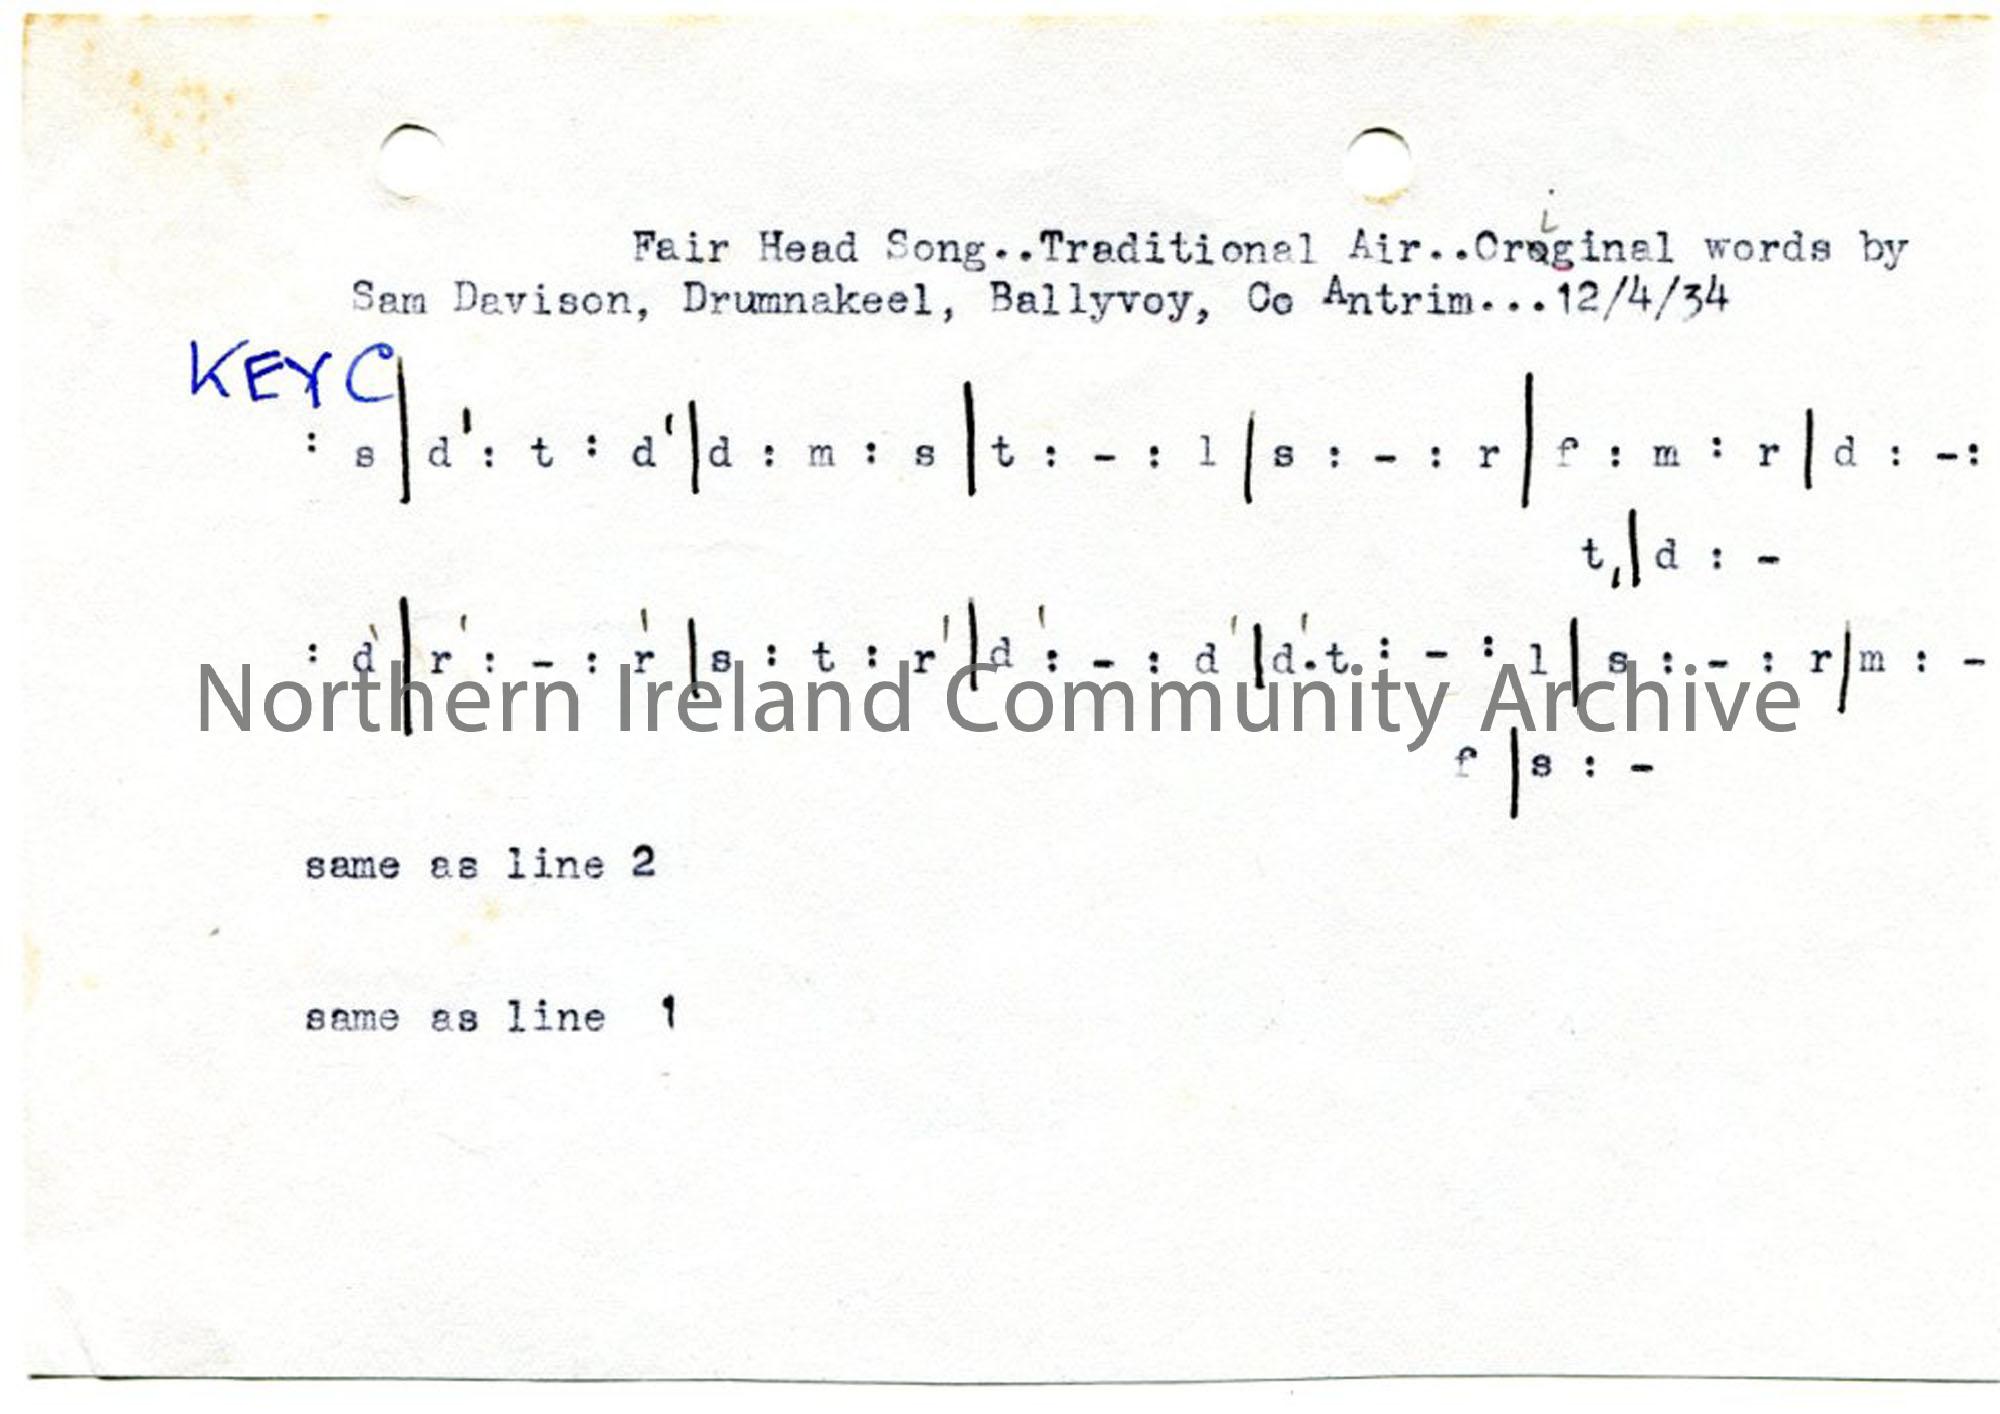 Fair Head Song..Traditional Air..Original words by
Sam Davison, Drumnakeel, Ballyvoy, Co Antrim...12/4/34
KEY C
: s | d' : t : d' | d : m : s | t : - : l | s : - : r | f : m : r | d : - :
t, | d : -
: d' | r' : - : r' | s : t : r' | d' : - : d' | d'.t : - : l | s : - : r | m : -
Northern Ireland Community Archive
f | s : -
same as line 2
same as line 1